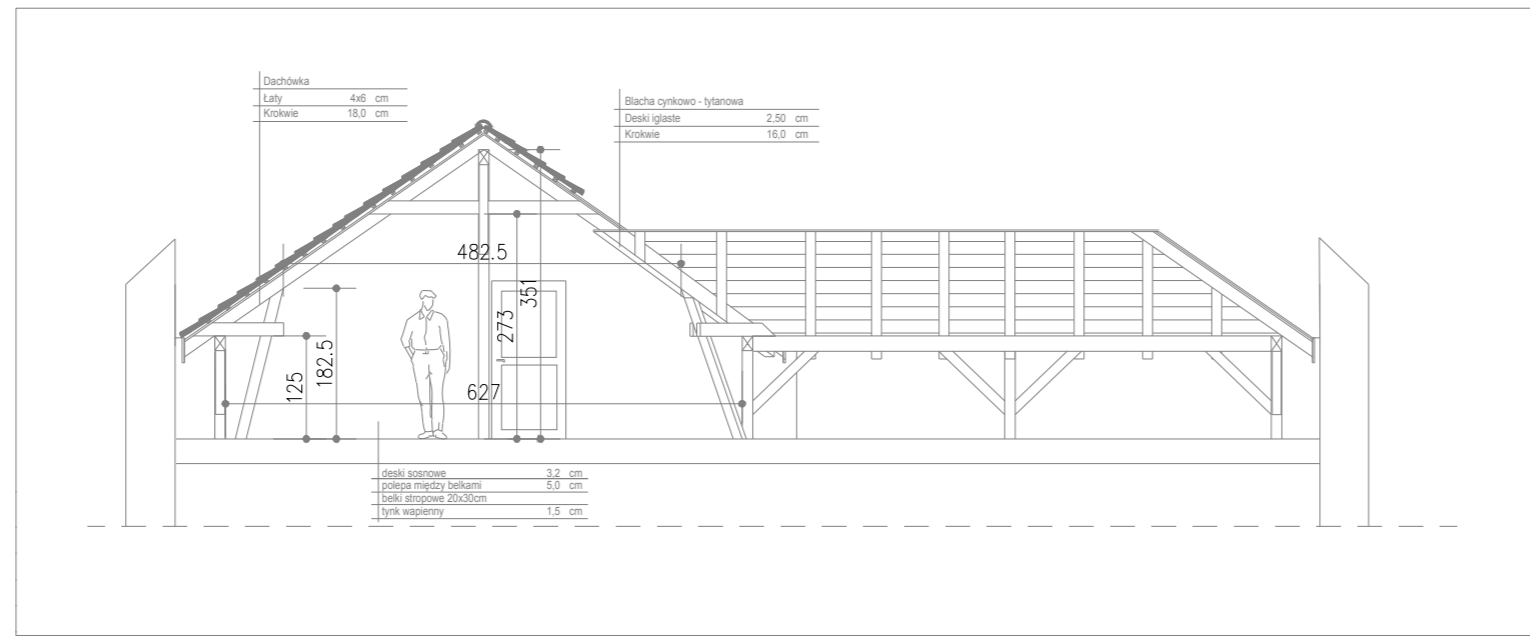 Dachówka
Łaty 4x6 cm
Krokwie 18,0 cm
Blacha cynkowo - tytanowa
Deski iglaste 2,50 cm
Krokwie 16,0 cm
482.5
351
273
182.5
125
627
deski sosnowe 3,2 cm
polepa między belkami 5,0 cm
belki stropowe 20x30cm
tynk wapienny 1,5 cm